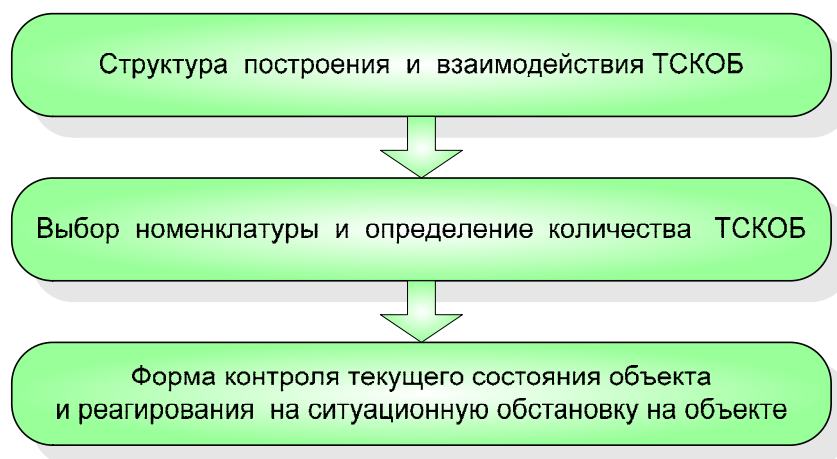 Структура построения и взаимодействия ТСКОБ
Выбор номенклатуры и определение количества ТСКОБ
Форма контроля текущего состояния объекта
и реагирования на ситуационную обстановку на объекте